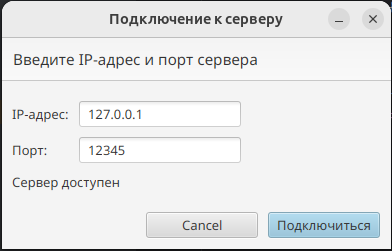 Подключение к серверу
Введите IP-адрес и порт сервера
IP-адрес: 127.0.0.1
Порт: 12345
Сервер доступен
Cancel Подключиться